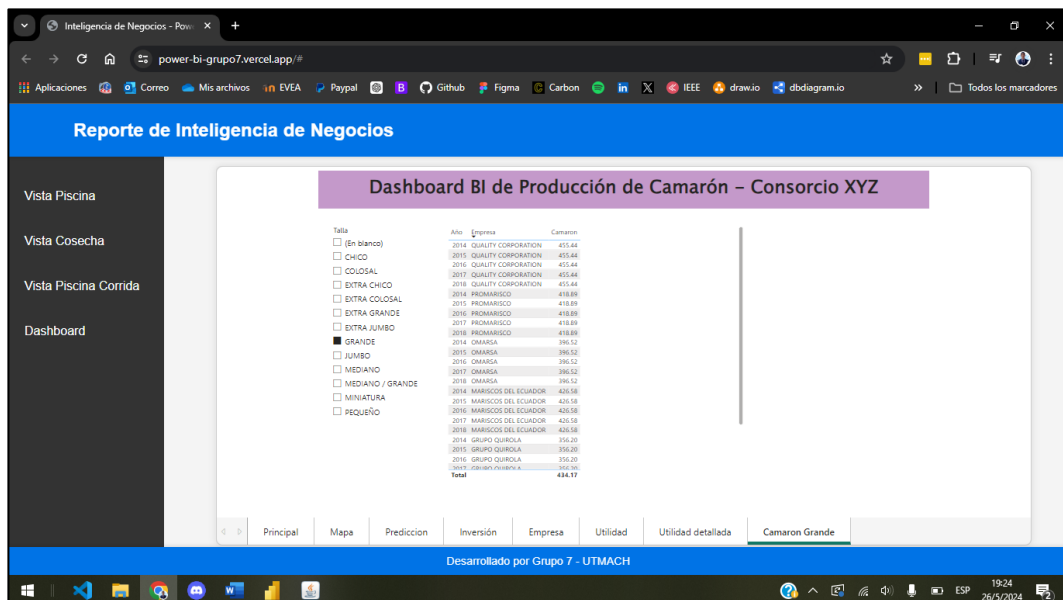 Inteligencia de Negocios - Pow
power-bi-grupo7.vercel.app/#
Aplicaciones Correo Mis archivos EVEA Paypal Github Figma Carbon IEEE draw.io dbdiagram.io » Todos los marcadores
Reporte de Inteligencia de Negocios
Vista Piscina
Vista Cosecha
Vista Piscina Corrida
Dashboard
Dashboard BI de Producción de Camarón – Consorcio XYZ
Talla
(En blanco)
CHICO
COLOSAL
EXTRA CHICO
EXTRA COLOSAL
EXTRA GRANDE
EXTRA JUMBO
GRANDE
JUMBO
MEDIANO
MEDIANO / GRANDE
MINIATURA
PEQUEÑO
Año Empresa Camaron
2014 QUALITY CORPORATION 455.44
2015 QUALITY CORPORATION 455.44
2016 QUALITY CORPORATION 455.44
2017 QUALITY CORPORATION 455.44
2018 QUALITY CORPORATION 455.44
2014 PROMARISCO 418.89
2015 PROMARISCO 418.89
2016 PROMARISCO 418.89
2017 PROMARISCO 418.89
2018 PROMARISCO 418.89
2014 OMARSA 396.52
2015 OMARSA 396.52
2016 OMARSA 396.52
2017 OMARSA 396.52
2018 OMARSA 396.52
2014 MARISCOS DEL ECUADOR 426.58
2015 MARISCOS DEL ECUADOR 426.58
2016 MARISCOS DEL ECUADOR 426.58
2017 MARISCOS DEL ECUADOR 426.58
2018 MARISCOS DEL ECUADOR 426.58
2014 GRUPO QUIROLA 356.20
2015 GRUPO QUIROLA 356.20
2016 GRUPO QUIROLA 356.20
2017 GRUPO QUIROLA 356.20
Total 434.17
Principal Mapa Prediccion Inversión Empresa Utilidad Utilidad detallada Camaron Grande
Desarrollado por Grupo 7 - UTMACH
ESP
19:24
26/5/2024